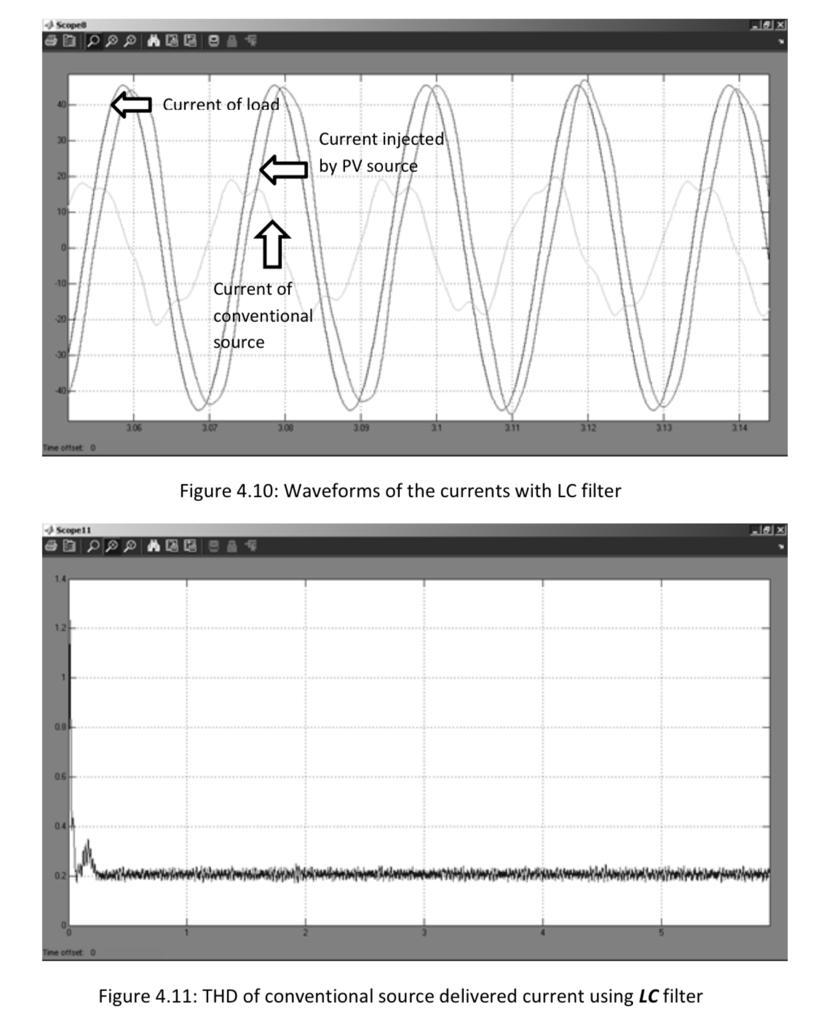 Scope8
40
30
20
10
0
-10
-20
-30
-40
Current of load
Current injected
by PV source
Current of
conventional
source
3.06 3.07 3.08 3.09 3.1 3.11 3.12 3.13 3.14
Time offset: 0
Figure 4.10: Waveforms of the currents with LC filter
Scope11
1.4
1.2
1
0.8
0.6
0.4
0.2
0
0 1 2 3 4 5
Time offset: 0
Figure 4.11: THD of conventional source delivered current using LC filter